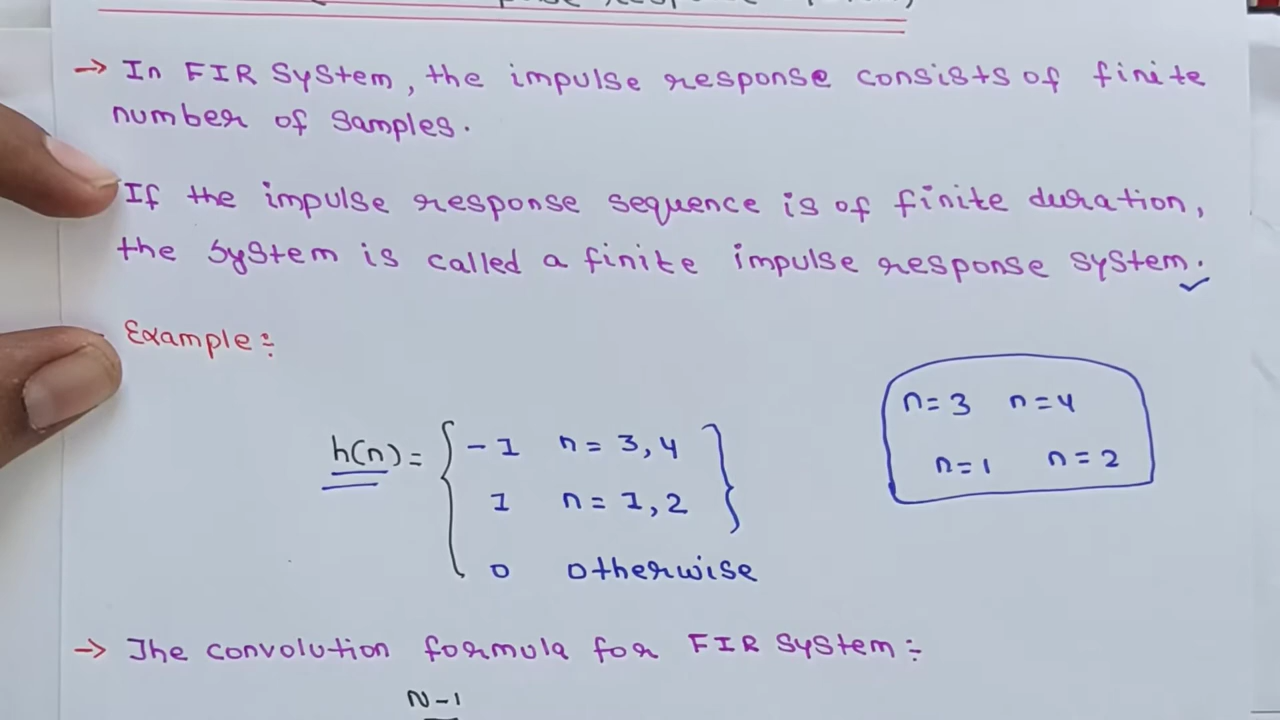 → In FIR System, the impulse response consists of finite
number of Samples.
If the impulse response sequence is of finite duration,
the System is called a finite impulse response system.
Example:
h(n) = { -1 n = 3, 4 }
1 n = 1, 2
0 otherwise
n = 3 n = 4
n = 1 n = 2
→ The convolution formula for FIR System:
N-1